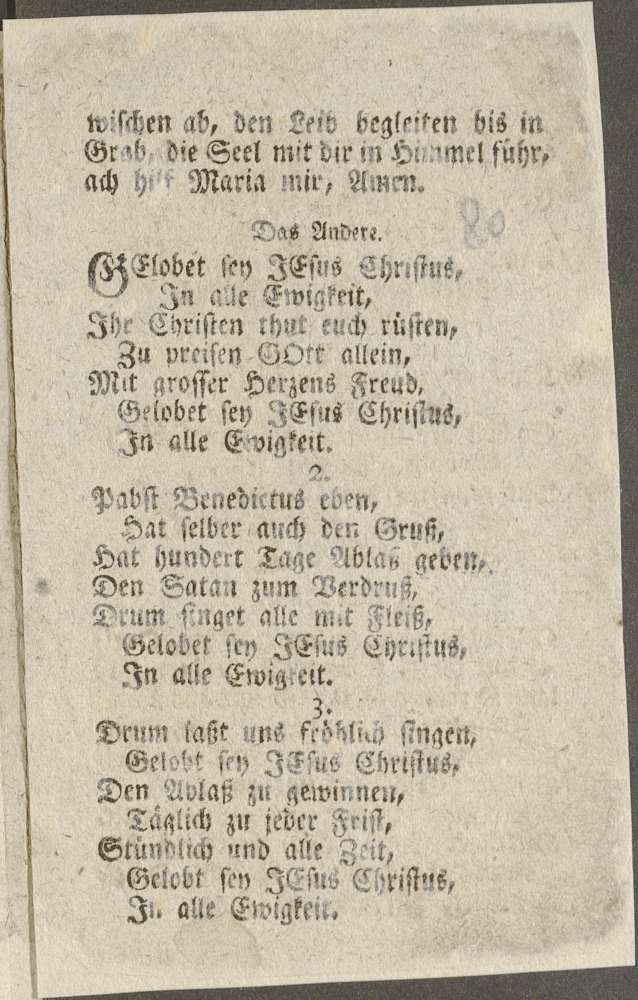 wischen ab, den Leib begleiten bis in
Grab, die Seel mit dir in Himmel führ,
ach hilf Maria mir, Amen.
80
Das Andere.
GElobet sey JEsus Christus,
In alle Ewigkeit,
Ihr Christen thut euch rüsten,
Zu preisen GOtt allein,
Mit grosser Herzens Freud,
Gelobet sey JEsus Christus,
In alle Ewigkeit.
2.
Pabst Benedictus eben,
Hat selber auch den Gruß,
Hat hundert Tage Ablaß geben,
Den Satan zum Verdruß,
Drum singet alle mit Fleiß,
Gelobet sey JEsus Christus,
In alle Ewigkeit.
3.
Drum laßt uns fröhlich singen,
Gelobt sey JEsus Christus,
Den Ablaß zu gewinnen,
Täglich zu jeder Frist,
Stündlich und alle Zeit,
Gelobt sey JEsus Christus,
In alle Ewigkeit.